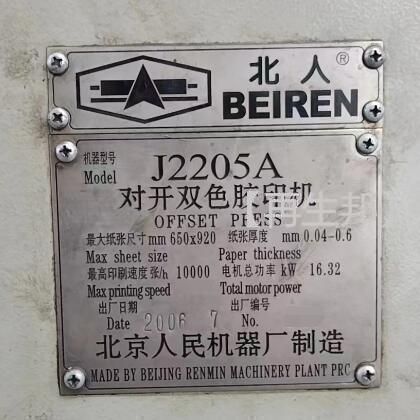 北人®
BEIREN
机器型号
Model J2205A
对开双色胶印机
OFFSET PRESS
最大纸张尺寸 mm 650x920 纸张厚度 mm 0.04-0.6
Max sheet size Paper thickness
最高印刷速度 张/h 10000 电机总功率 kW 16.32
Max printing speed Total motor power
出厂日期 出厂编号
Date 2006 7 No.
北京人民机器厂制造
MADE BY BEIJING RENMIN MACHINERY PLANT PRC
再生邦